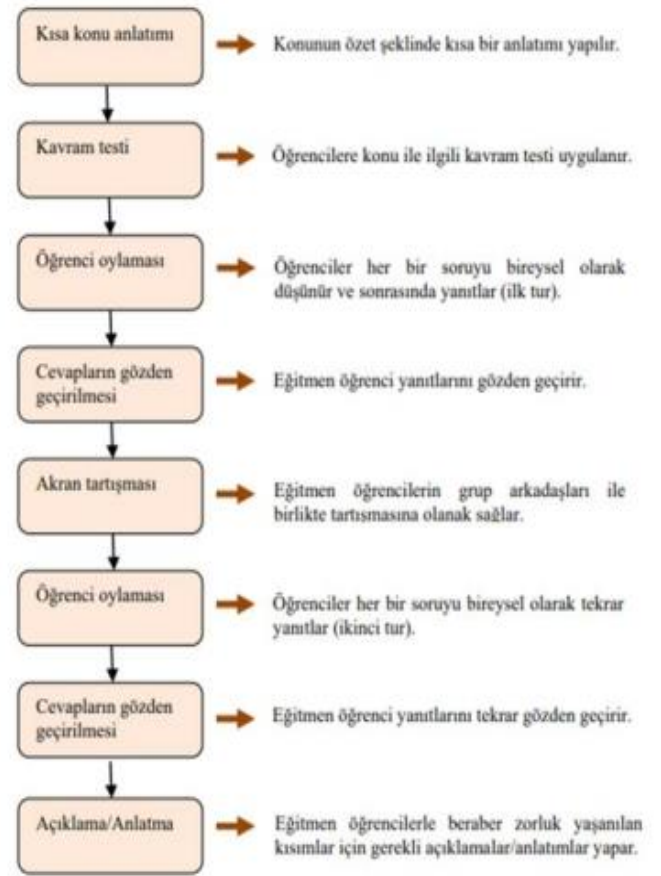 Kısa konu anlatımı
Konunun özet şeklinde kısa bir anlatımı yapılır.
Kavram testi
Öğrencilere konu ile ilgili kavram testi uygulanır.
Öğrenci oylaması
Öğrenciler her bir soruyu bireysel olarak
düşünür ve sonrasında yanıtlar (ilk tur).
Cevapların gözden
geçirilmesi
Eğitmen öğrenci yanıtlarını gözden geçirir.
Akran tartışması
Eğitmen öğrencilerin grup arkadaşları ile
birlikte tartışmasına olanak sağlar.
Öğrenci oylaması
Öğrenciler her bir soruyu bireysel olarak tekrar
yanıtlar (ikinci tur).
Cevapların gözden
geçirilmesi
Eğitmen öğrenci yanıtlarını tekrar gözden geçirir.
Açıklama/Anlatma
Eğitmen öğrencilerle beraber zorluk yaşanılan
kısımlar için gerekli açıklamalar/anlatımlar yapar.